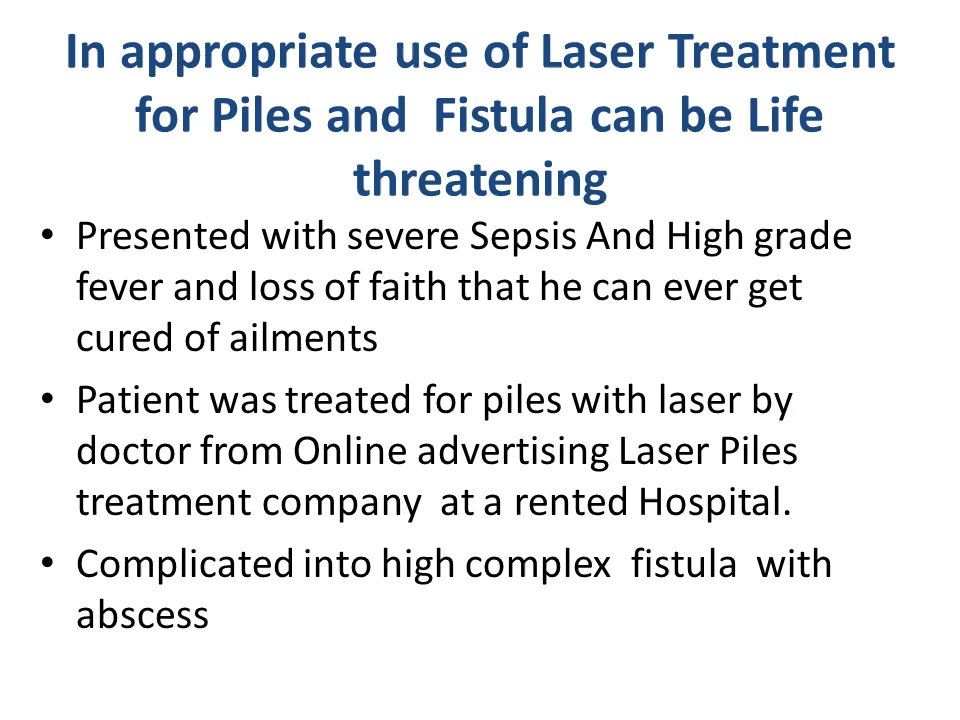 In appropriate use of Laser Treatment
for Piles and  Fistula can be Life
threatening
• Presented with severe Sepsis And High grade
fever and loss of faith that he can ever get
cured of ailments
• Patient was treated for piles with laser by
doctor from Online advertising Laser Piles
treatment company  at a rented Hospital.
• Complicated into high complex  fistula  with
abscess